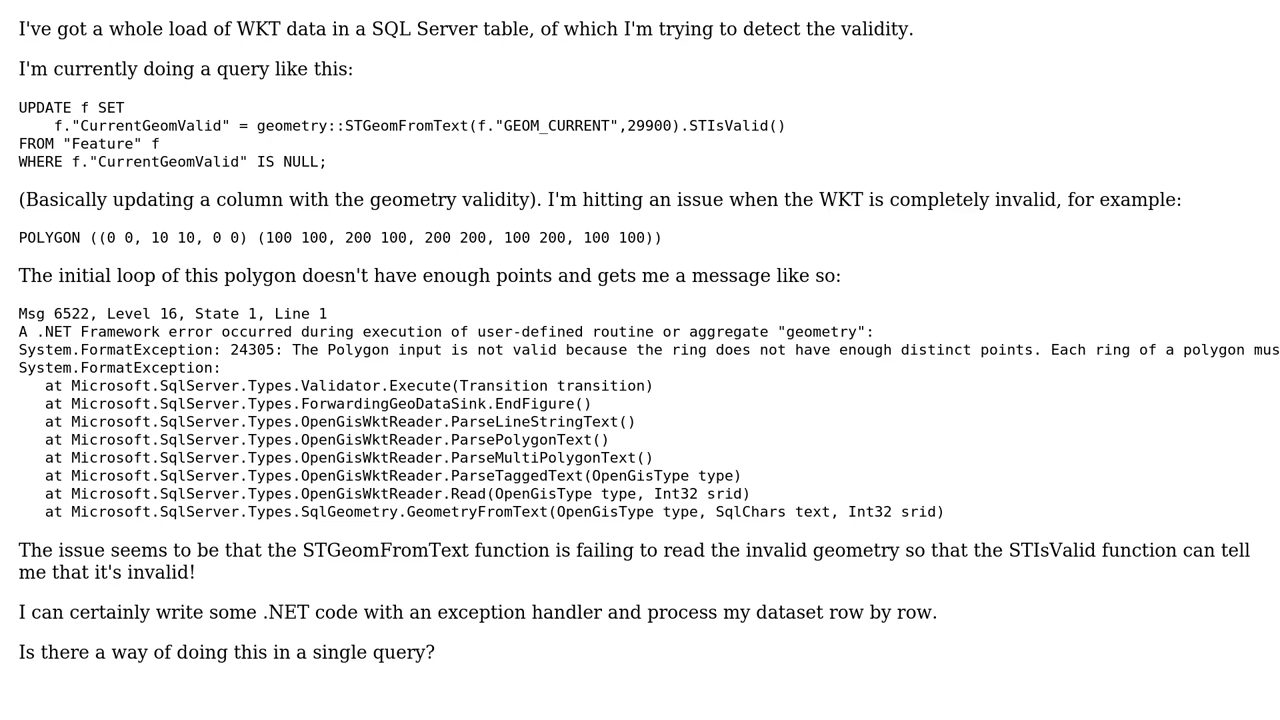 I've got a whole load of WKT data in a SQL Server table, of which I'm trying to detect the validity.
I'm currently doing a query like this:
UPDATE f SET
    f."CurrentGeomValid" = geometry::STGeomFromText(f."GEOM_CURRENT",29900).STIsValid()
FROM "Feature" f
WHERE f."CurrentGeomValid" IS NULL;
(Basically updating a column with the geometry validity). I'm hitting an issue when the WKT is completely invalid, for example:
POLYGON ((0 0, 10 10, 0 0) (100 100, 200 100, 200 200, 100 200, 100 100))
The initial loop of this polygon doesn't have enough points and gets me a message like so:
Msg 6522, Level 16, State 1, Line 1
A .NET Framework error occurred during execution of user-defined routine or aggregate "geometry":
System.FormatException: 24305: The Polygon input is not valid because the ring does not have enough distinct points. Each ring of a polygon mus
System.FormatException:
   at Microsoft.SqlServer.Types.Validator.Execute(Transition transition)
   at Microsoft.SqlServer.Types.ForwardingGeoDataSink.EndFigure()
   at Microsoft.SqlServer.Types.OpenGisWktReader.ParseLineStringText()
   at Microsoft.SqlServer.Types.OpenGisWktReader.ParsePolygonText()
   at Microsoft.SqlServer.Types.OpenGisWktReader.ParseMultiPolygonText()
   at Microsoft.SqlServer.Types.OpenGisWktReader.ParseTaggedText(OpenGisType type)
   at Microsoft.SqlServer.Types.OpenGisWktReader.Read(OpenGisType type, Int32 srid)
   at Microsoft.SqlServer.Types.SqlGeometry.GeometryFromText(OpenGisType type, SqlChars text, Int32 srid)
The issue seems to be that the STGeomFromText function is failing to read the invalid geometry so that the STIsValid function can tell
me that it's invalid!
I can certainly write some .NET code with an exception handler and process my dataset row by row.
Is there a way of doing this in a single query?